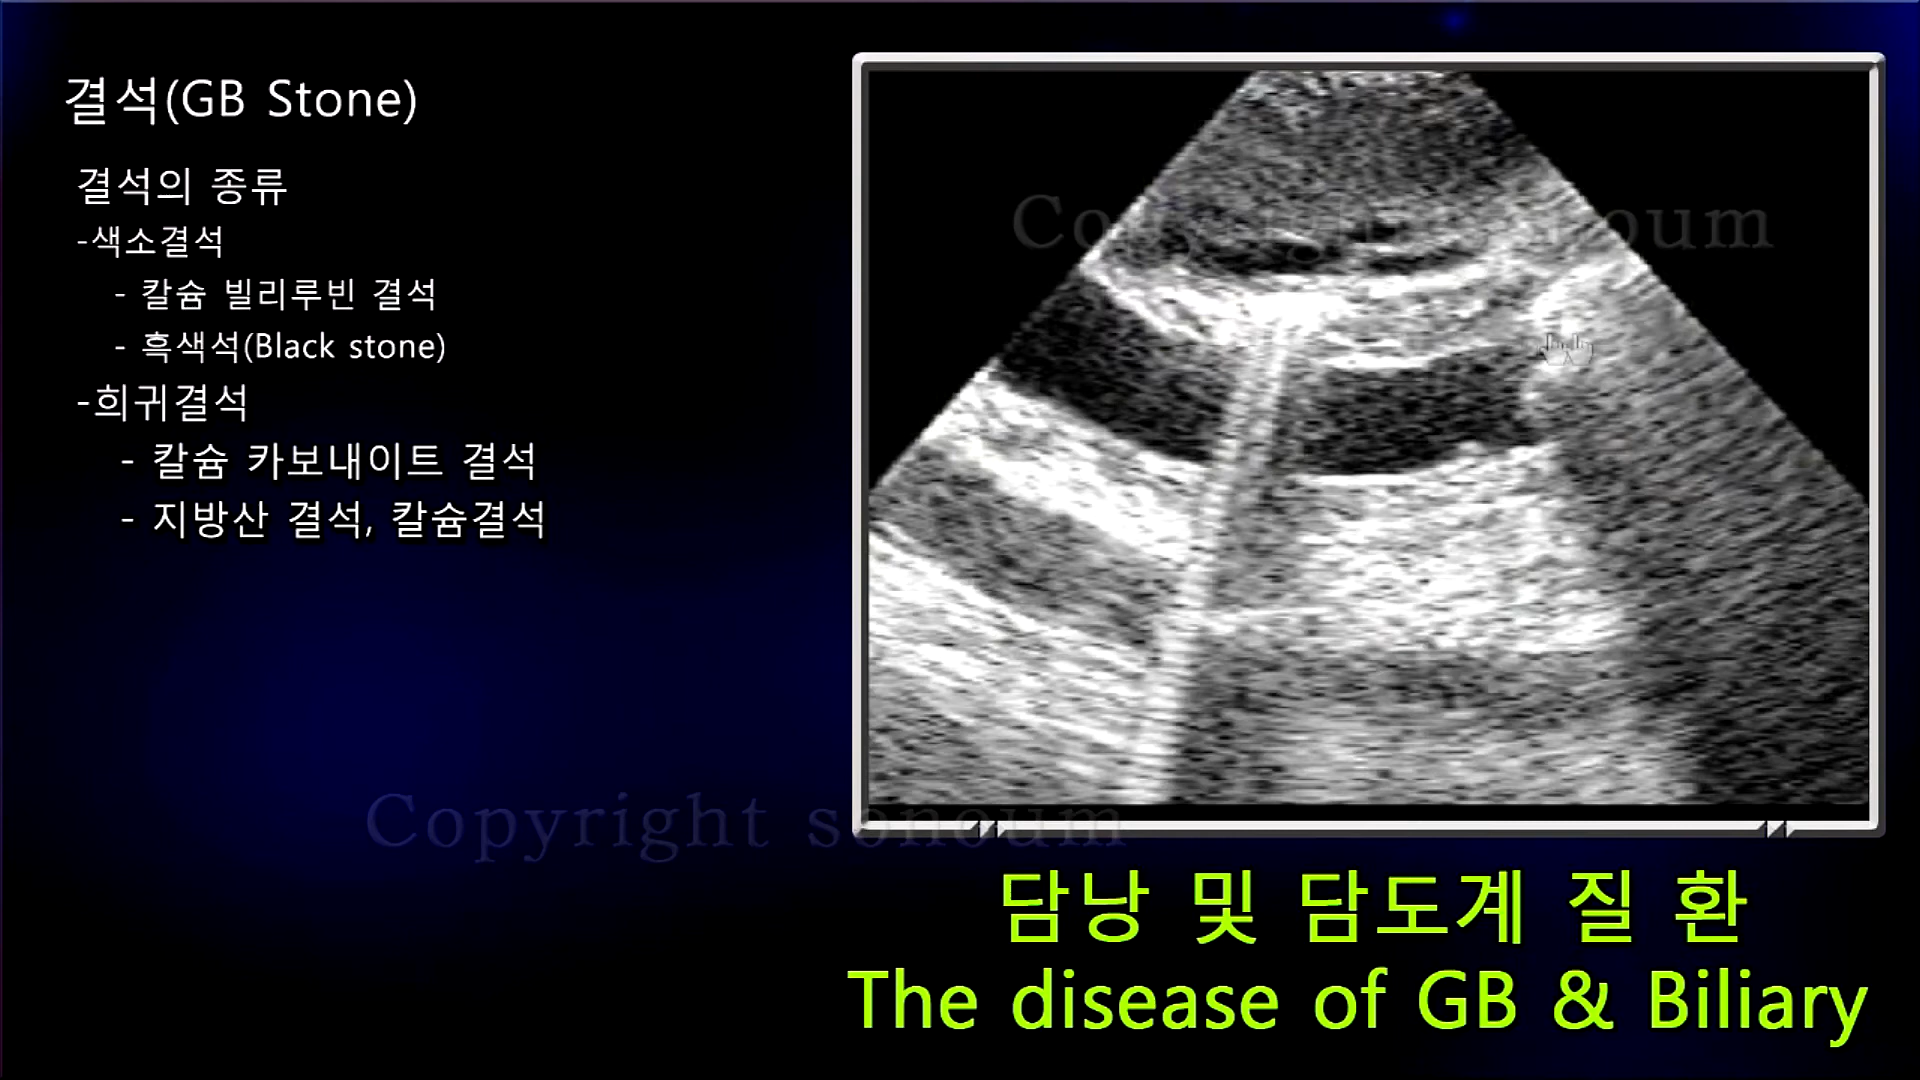 결석(GB Stone)
결석의 종류
-색소결석
- 칼슘 빌리루빈 결석
- 흑색석(Black stone)
-희귀결석
- 칼슘 카보내이트 결석
- 지방산 결석, 칼슘결석
Copyright sonoum
Copyright sonoum
담낭 및 담도계 질 환
The disease of GB & Biliary